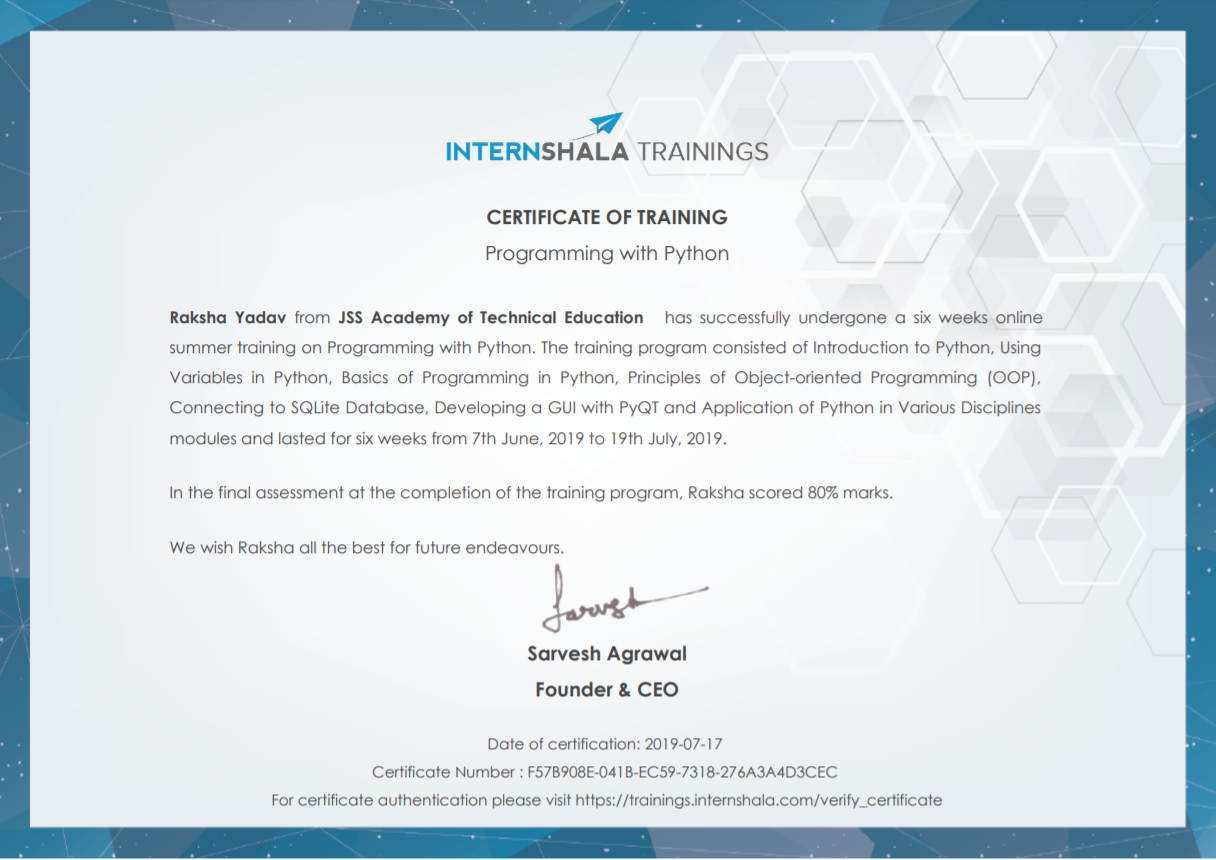 INTERNSHALA TRAININGS
CERTIFICATE OF TRAINING
Programming with Python
Raksha Yadav from JSS Academy of Technical Education has successfully undergone a six weeks online
summer training on Programming with Python. The training program consisted of Introduction to Python, Using
Variables in Python, Basics of Programming in Python, Principles of Object-oriented Programming (OOP),
Connecting to SQLite Database, Developing a GUI with PyQT and Application of Python in Various Disciplines
modules and lasted for six weeks from 7th June, 2019 to 19th July, 2019.
In the final assessment at the completion of the training program, Raksha scored 80% marks.
We wish Raksha all the best for future endeavours.
Sarvesh
Sarvesh Agrawal
Founder & CEO
Date of certification: 2019-07-17
Certificate Number : F57B908E-041B-EC59-7318-276A3A4D3CEC
For certificate authentication please visit https://trainings.internshala.com/verify_certificate